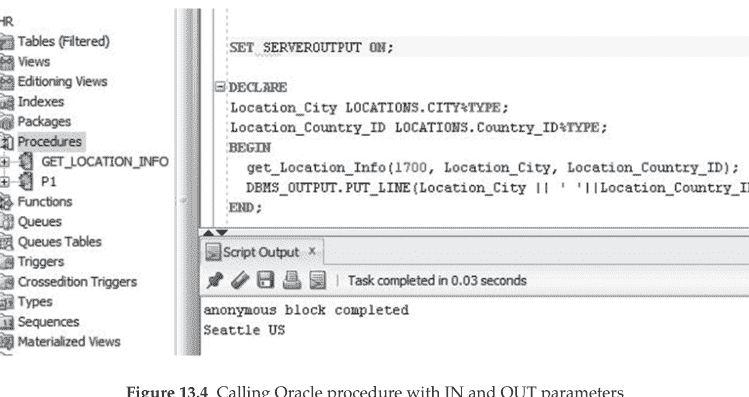 HR
Tables (Filtered)
Views
Editioning Views
Indexes
Packages
Procedures
GET_LOCATION_INFO
P1
Functions
Queues
Queues Tables
Triggers
Crossedition Triggers
Types
Sequences
Materialized Views
SET SERVEROUTPUT ON;
DECLARE
Location_City LOCATIONS.CITY%TYPE;
Location_Country_ID LOCATIONS.Country_ID%TYPE;
BEGIN
get_Location_Info(1700, Location_City, Location_Country_ID);
DBMS_OUTPUT.PUT_LINE(Location_City || ' '||Location_Country_ID
END;
Script Output x
Task completed in 0.03 seconds
anonymous block completed
Seattle US
Figure 13.4 Calling Oracle procedure with IN and OUT parameters